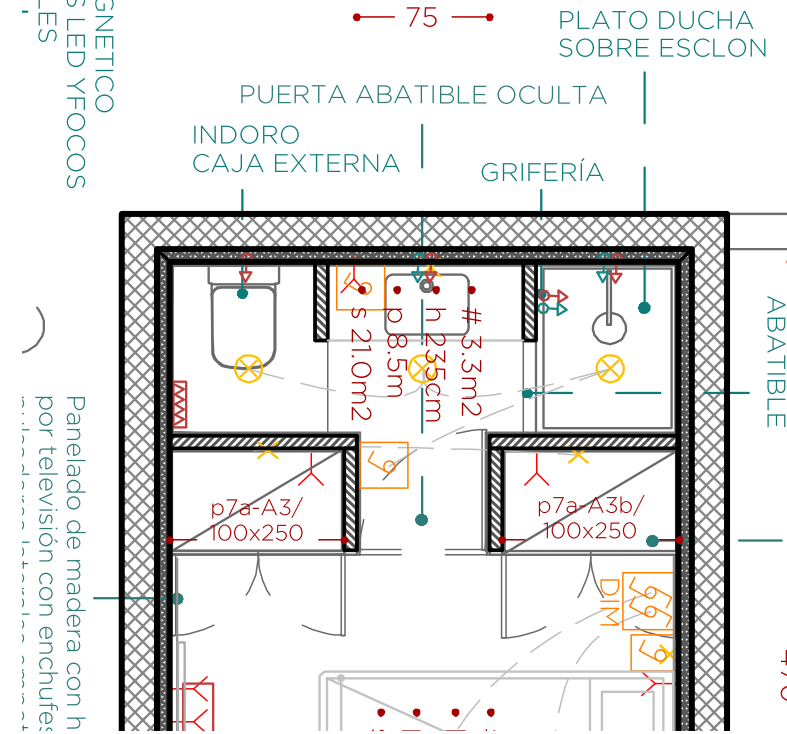 75
PLATO DUCHA
SOBRE ESCLON
PUERTA ABATIBLE OCULTA
INDORO
CAJA EXTERNA
GRIFERÍA
GNETICO
S LED YFOCOS
LES
ABATIBLE
# 3.3m2
h 235cm
p 8.5m
s 21.0m2
p7a-A3/
100x250
p7a-A3b/
100x250
DIM
Panelado de madera con h
por televisión con enchufes